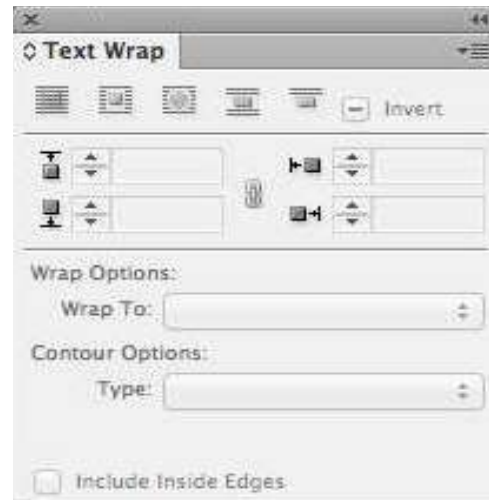 Text Wrap
Invert
Wrap Options:
Wrap To:
Contour Options:
Type:
Include Inside Edges